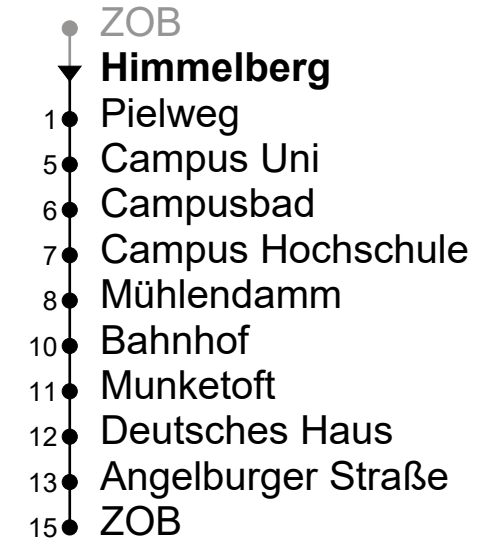 ZOB
Himmelberg
1 Pielweg
5 Campus Uni
6 Campusbad
7 Campus Hochschule
8 Mühlendamm
10 Bahnhof
11 Munketoft
12 Deutsches Haus
13 Angelburger Straße
15 ZOB